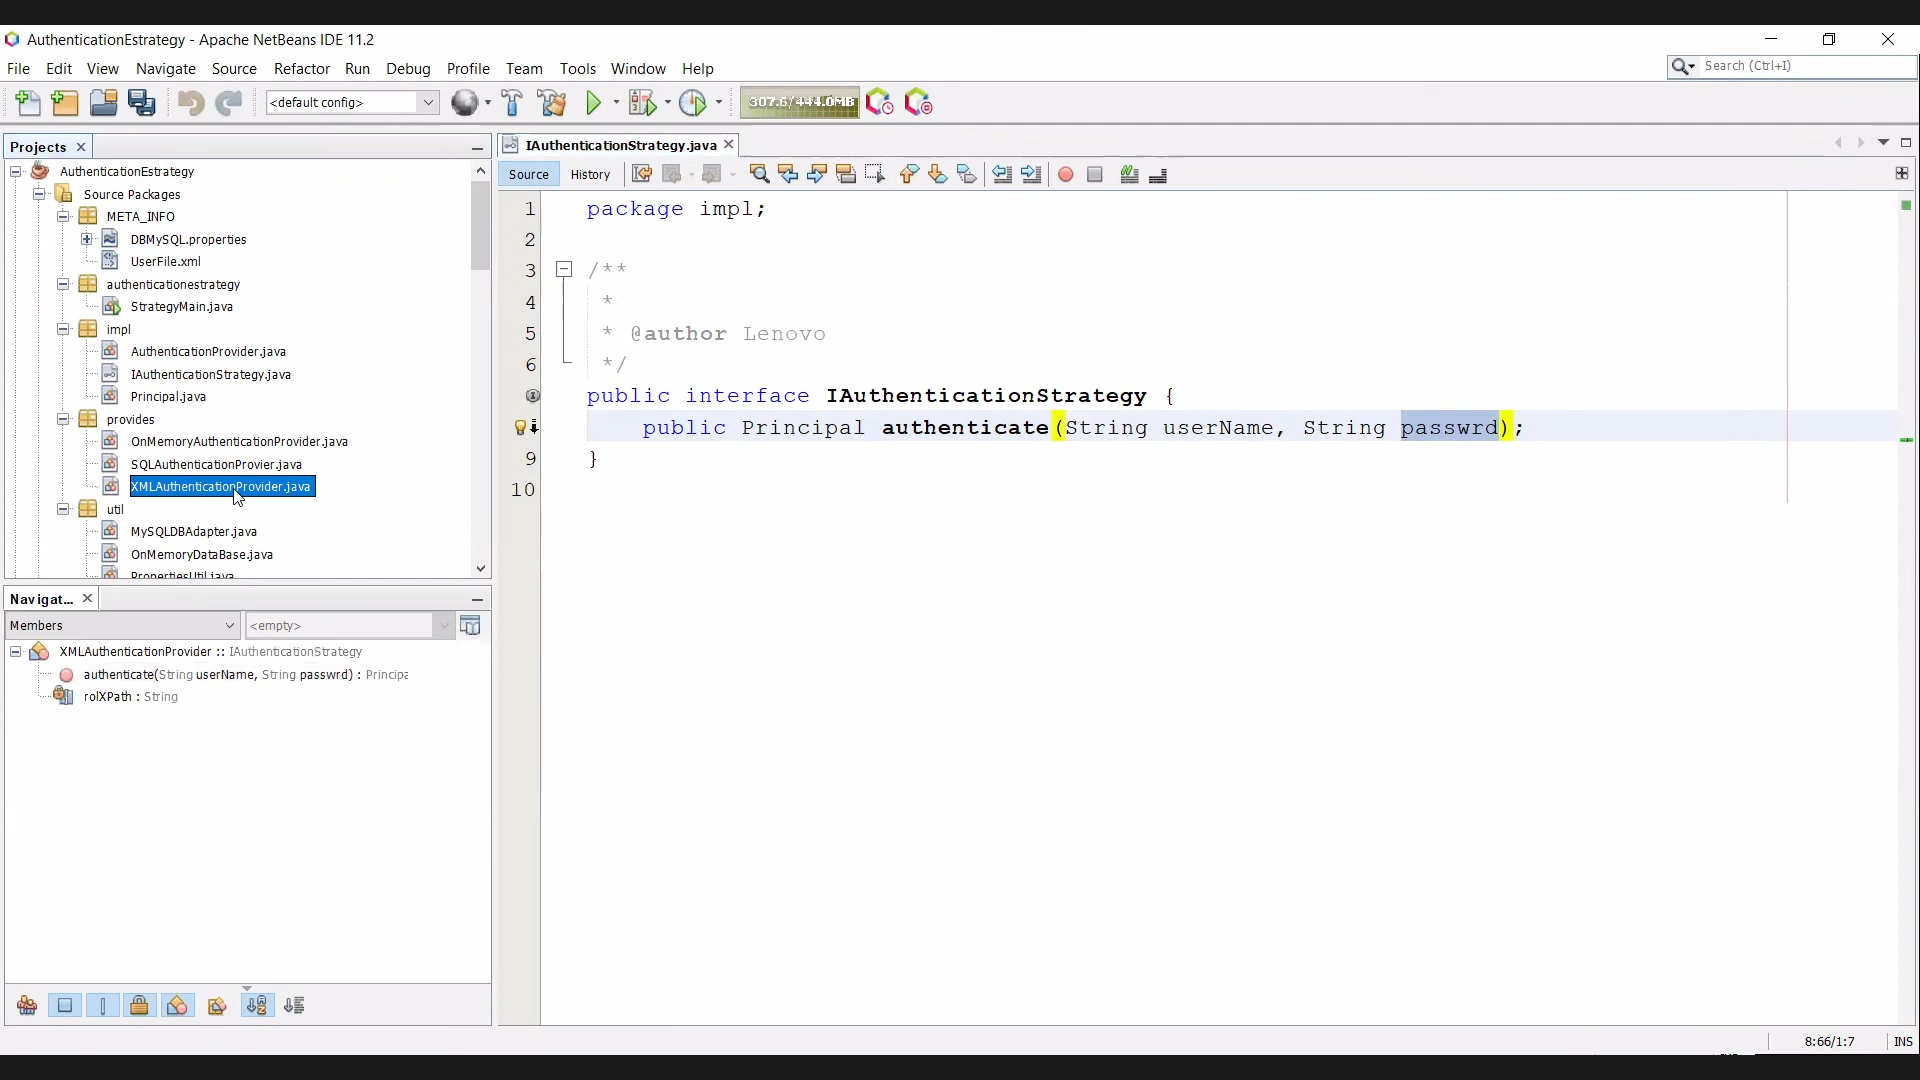 AuthenticationEstrategy - Apache NetBeans IDE 11.2
File Edit View Navigate Source Refactor Run Debug Profile Team Tools Window Help
Search (Ctrl+I)
<default config>
307.6/444.0MB
Projects
IAuthenticationStrategy.java
Source History
AuthenticationEstrategy
Source Packages
META_INFO
DBMySQL.properties
UserFile.xml
authenticationestrategy
StrategyMain.java
impl
AuthenticationProvider.java
IAuthenticationStrategy.java
Principal.java
provides
OnMemoryAuthenticationProvider.java
SQLAuthenticationProvier.java
XMLAuthenticationProvider.java
util
MySQLDBAdapter.java
OnMemoryDataBase.java
PropertiesUtil.java
1 package impl;
2
3 /**
4 *
5 * @author Lenovo
6 */
public interface IAuthenticationStrategy {
public Principal authenticate(String userName, String passwrd);
9 }
10
Navigat...
Members
<empty>
XMLAuthenticationProvider :: IAuthenticationStrategy
authenticate(String userName, String passwrd) : Principa
rolXPath : String
8:66/1:7 INS